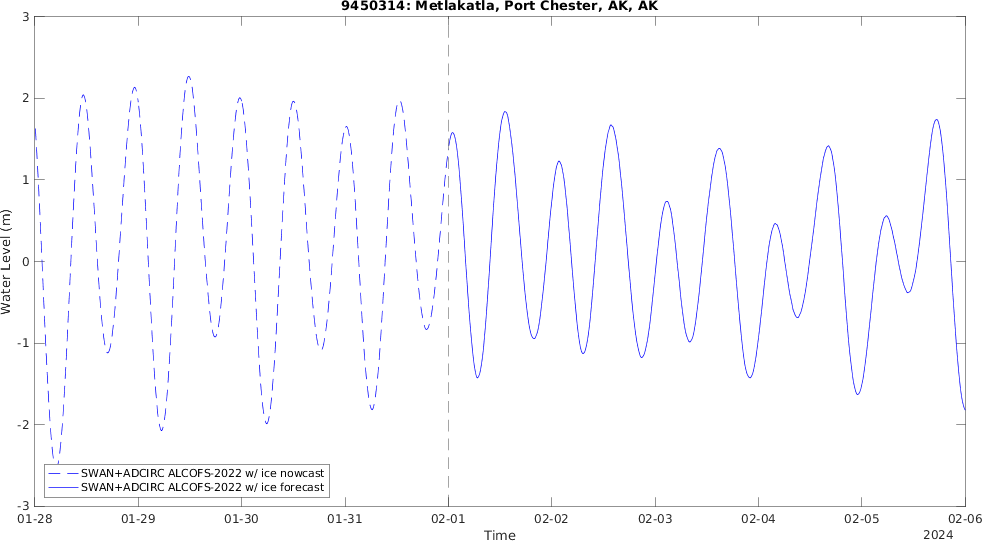 9450314: Metlakatla, Port Chester, AK, AK
3
2
1
0
-1
-2
-3
Water Level (m)
SWAN+ADCIRC ALCOFS-2022 w/ ice nowcast
SWAN+ADCIRC ALCOFS-2022 w/ ice forecast
01-28 01-29 01-30 01-31 02-01 02-02 02-03 02-04 02-05 02-06
Time
2024